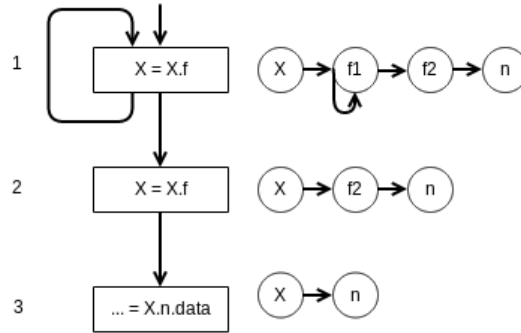 1 X = X.f X f1 f2 n
2 X = X.f X f2 n
3 ... = X.n.data X n